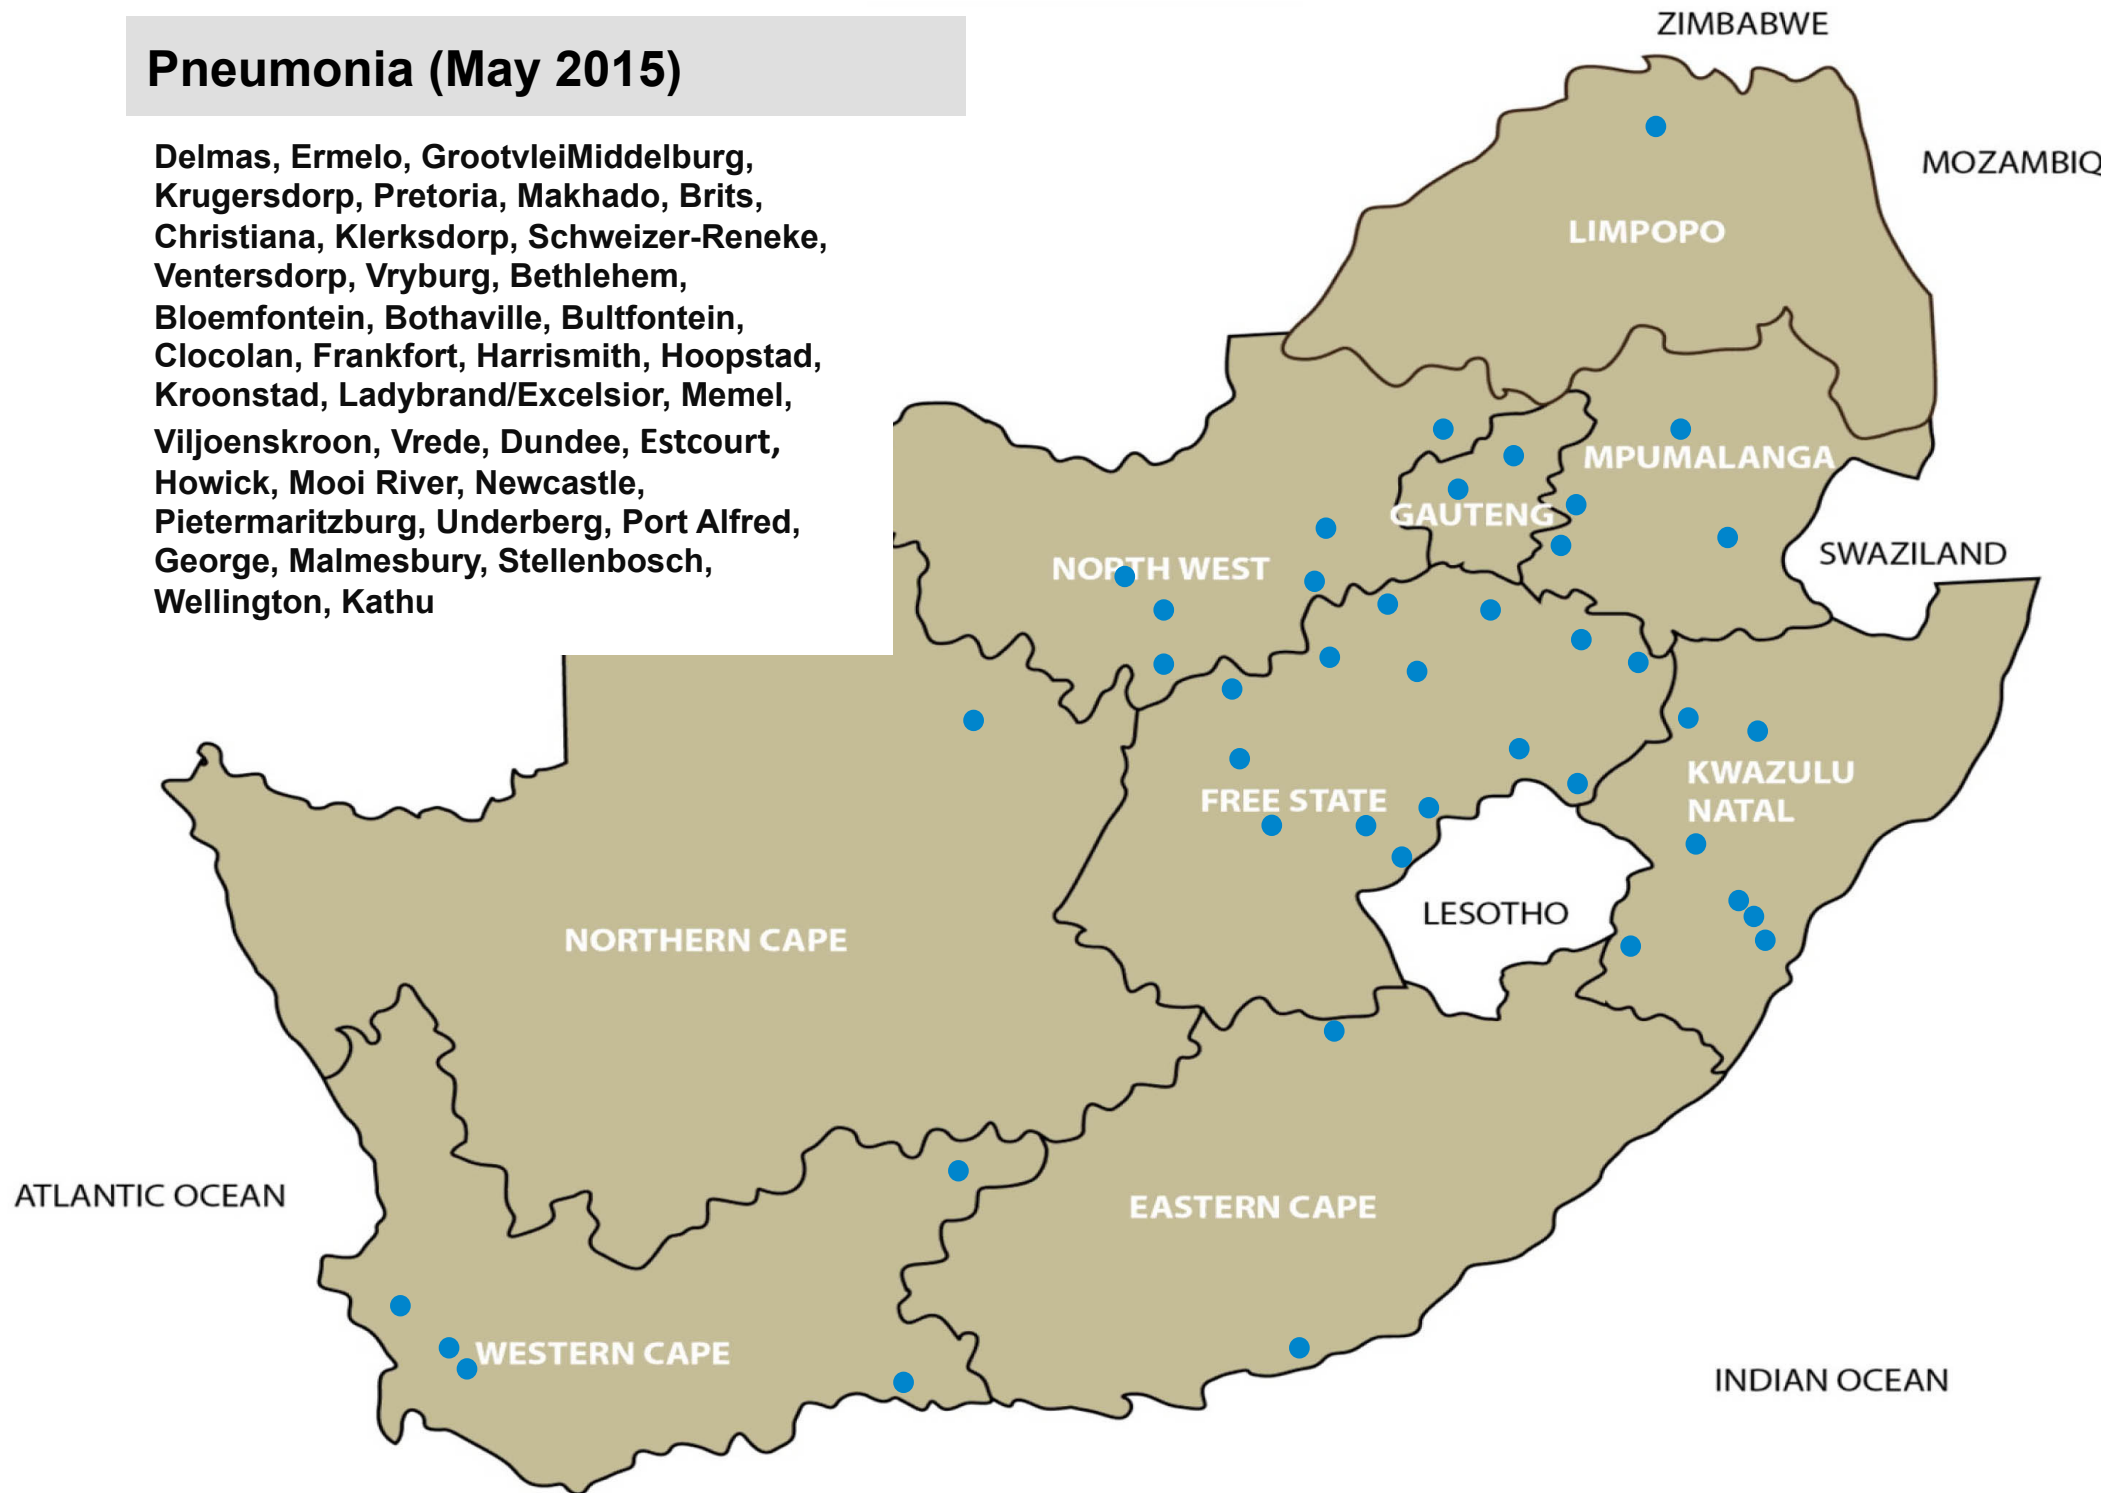 Pneumonia (May 2015)
Delmas, Ermelo, GrootvleiMiddelburg,
Krugersdorp, Pretoria, Makhado, Brits,
Christiana, Klerksdorp, Schweizer-Reneke,
Ventersdorp, Vryburg, Bethlehem,
Bloemfontein, Bothaville, Bultfontein,
Clocolan, Frankfort, Harrismith, Hoopstad,
Kroonstad, Ladybrand/Excelsior, Memel,
Viljoenskroon, Vrede, Dundee, Estcourt,
Howick, Mooi River, Newcastle,
Pietermaritzburg, Underberg, Port Alfred,
George, Malmesbury, Stellenbosch,
Wellington, Kathu
ZIMBABWE
MOZAMBIQ
LIMPOPO
MPUMALANGA
GAUTENG
SWAZILAND
NORTH WEST
KWAZULU
NATAL
FREE STATE
LESOTHO
NORTHERN CAPE
ATLANTIC OCEAN
EASTERN CAPE
WESTERN CAPE
INDIAN OCEAN